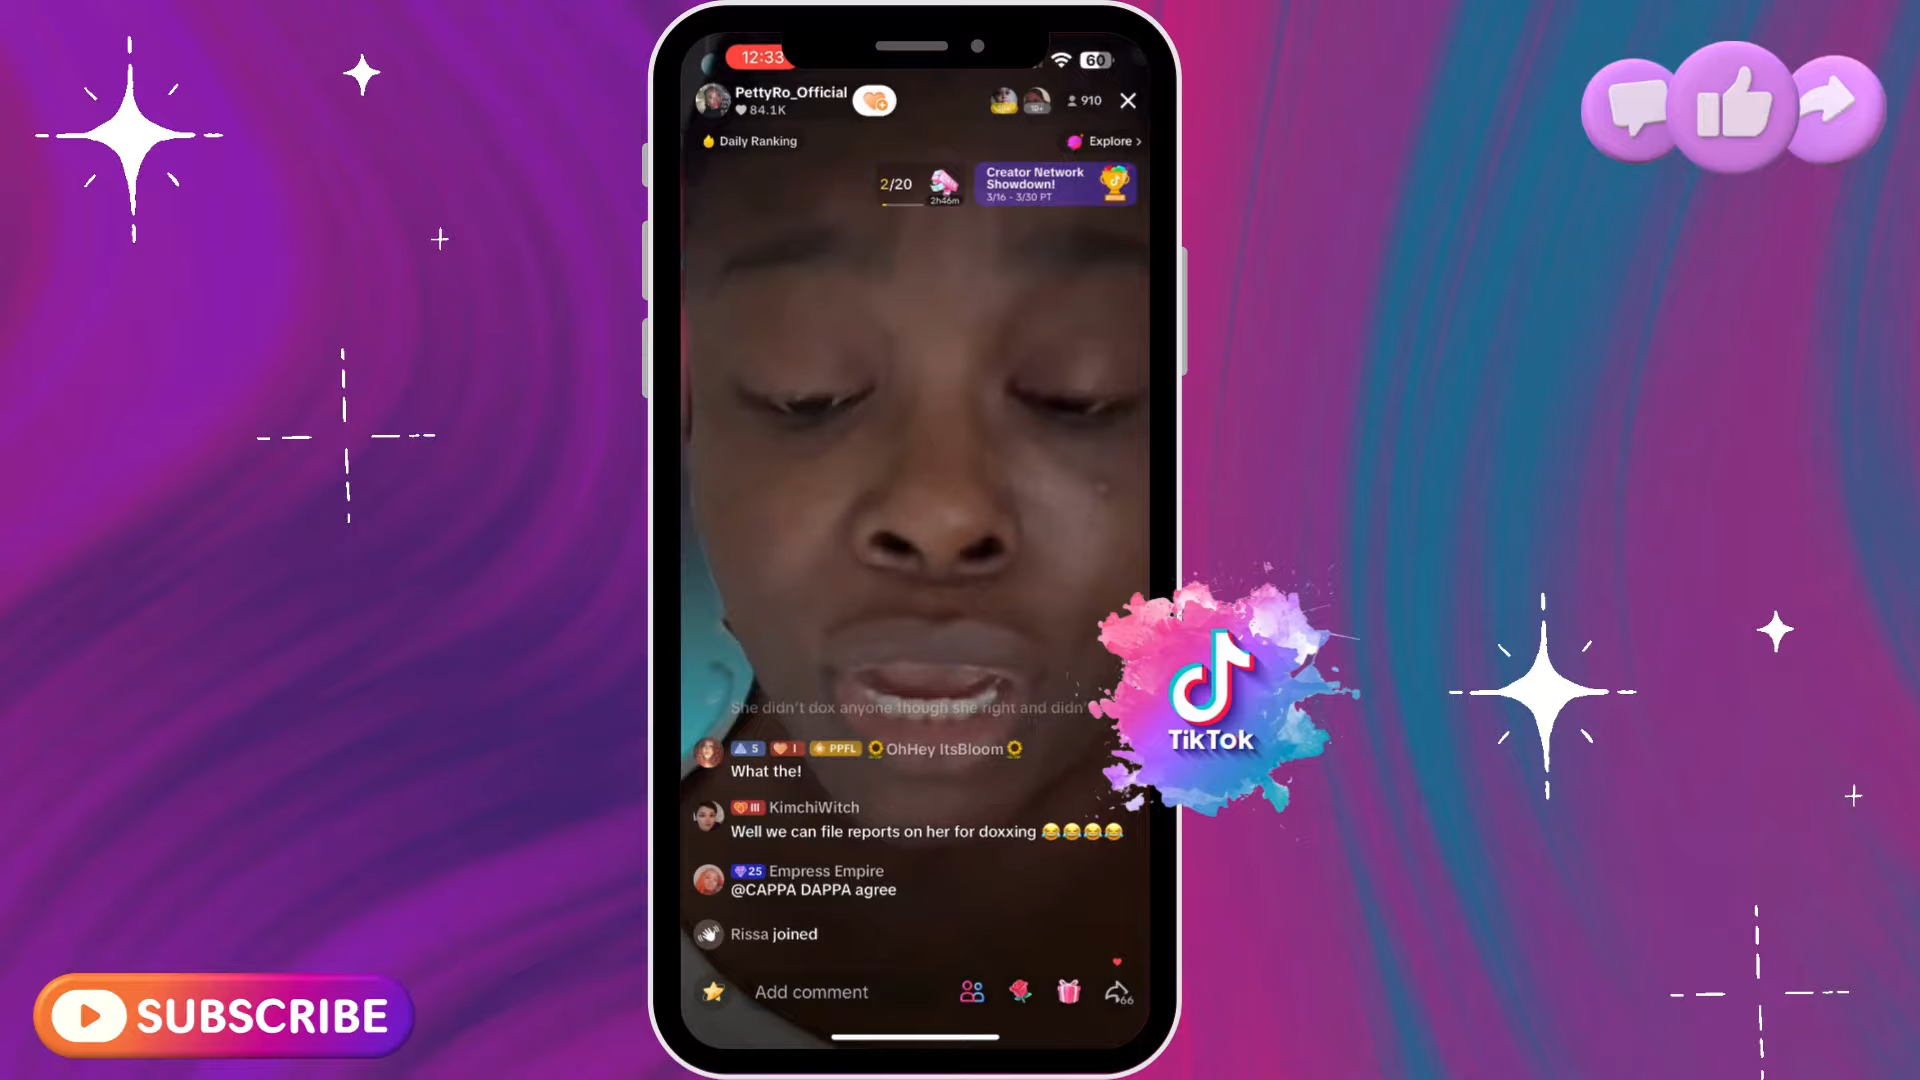 12:33
60
PettyRo_Official
84.1K
910
Daily Ranking
Explore >
2/20
2h46m
Creator Network
Showdown!
3/16 - 3/30 PT
She didn't dox anyone though she right and didn'
5 I PPFL OhHey ItsBloom
What the!
III KimchiWitch
Well we can file reports on her for doxxing 😂😂😂😂
25 Empress Empire
@CAPPA DAPPA agree
Rissa joined
Add comment
66
TikTok
SUBSCRIBE